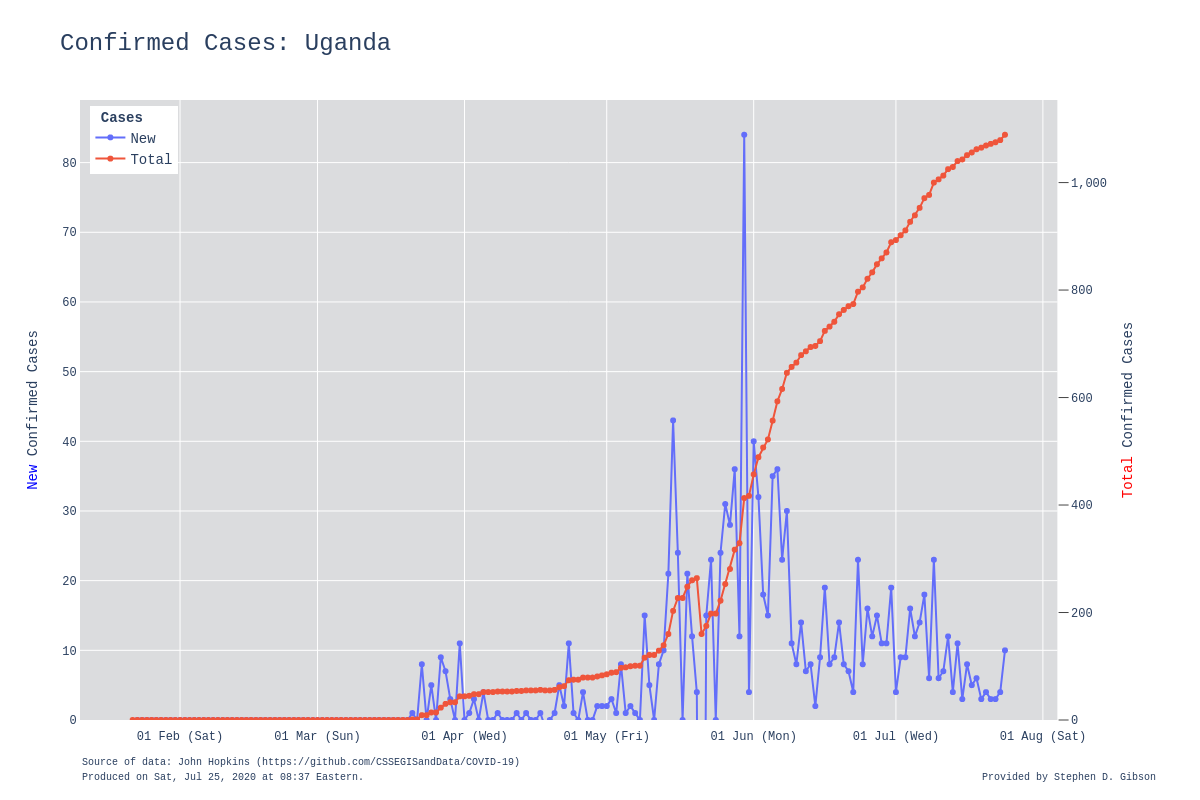 Confirmed Cases: Uganda
Cases
New
Total
80
70
60
50
40
30
20
10
0
1,000
800
600
400
200
0
New Confirmed Cases
Total Confirmed Cases
01 Feb (Sat)
01 Mar (Sun)
01 Apr (Wed)
01 May (Fri)
01 Jun (Mon)
01 Jul (Wed)
01 Aug (Sat)
Source of data: John Hopkins (https://github.com/CSSEGISandData/COVID-19)
Produced on Sat, Jul 25, 2020 at 08:37 Eastern.
Provided by Stephen D. Gibson